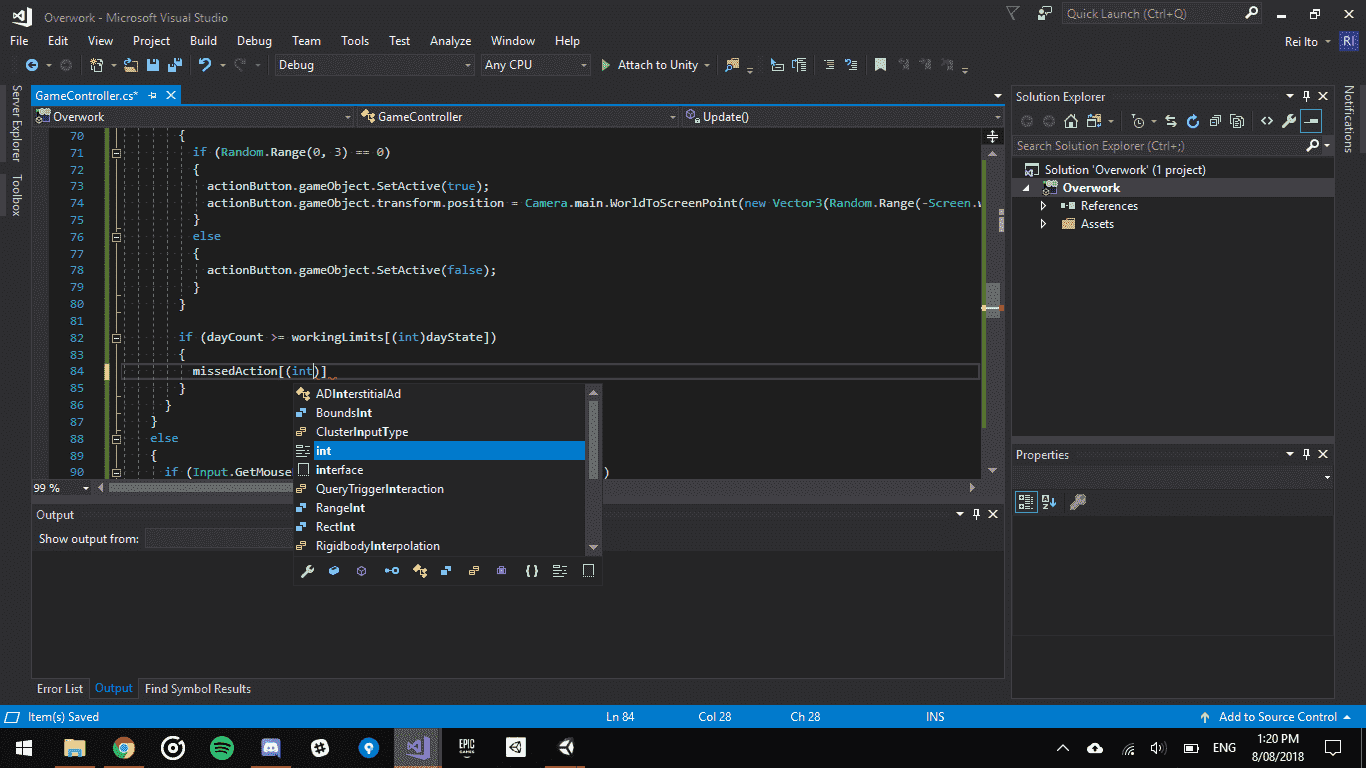 Overwork - Microsoft Visual Studio
Quick Launch (Ctrl+Q)
File Edit View Project Build Debug Team Tools Test Analyze Window Help
Rei Ito RI
Debug Any CPU Attach to Unity
Server Explorer
Toolbox
GameController.cs*
Overwork GameController Update()
70 {
71 if (Random.Range(0, 3) == 0)
72 {
73 actionButton.gameObject.SetActive(true);
74 actionButton.gameObject.transform.position = Camera.main.WorldToScreenPoint(new Vector3(Random.Range(-Screen.w
75 }
76 else
77 {
78 actionButton.gameObject.SetActive(false);
79 }
80 }
81
82 if (dayCount >= workingLimits[(int)dayState])
83 {
84 missedAction[(int)]
85 }
86 }
87 }
88 else
89 {
90 if (Input.GetMouse )
ADInterstitialAd
BoundsInt
ClusterInputType
int
interface
QueryTriggerInteraction
RangeInt
RectInt
RigidbodyInterpolation
{ }
99 %
Output
Show output from:
Error List Output Find Symbol Results
Solution Explorer
Search Solution Explorer (Ctrl+;)
Solution 'Overwork' (1 project)
Overwork
References
Assets
Properties
Notifications
Item(s) Saved Ln 84 Col 28 Ch 28 INS Add to Source Control
EPIC
GAMES
ENG
1:20 PM
8/08/2018